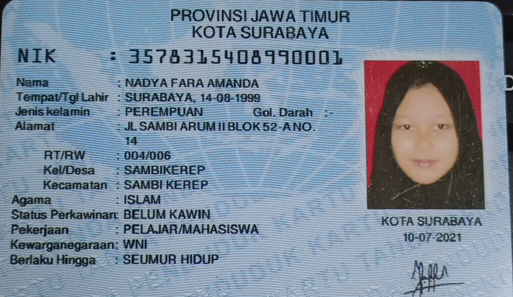 PROVINSI JAWA TIMUR
KOTA SURABAYA
NIK : 3578315408990001
Nama : NADYA FARA AMANDA
Tempat/Tgl Lahir : SURABAYA, 14-08-1999
Jenis kelamin : PEREMPUAN Gol. Darah :-
Alamat : JL SAMBI ARUM II BLOK 52-A NO.
14
RT/RW : 004/006
Kel/Desa : SAMBIKEREP
Kecamatan : SAMBI KEREP
Agama : ISLAM
Status Perkawinan: BELUM KAWIN
Pekerjaan : PELAJAR/MAHASISWA
Kewarganegaraan: WNI
Berlaku Hingga : SEUMUR HIDUP
KOTA SURABAYA
10-07-2021